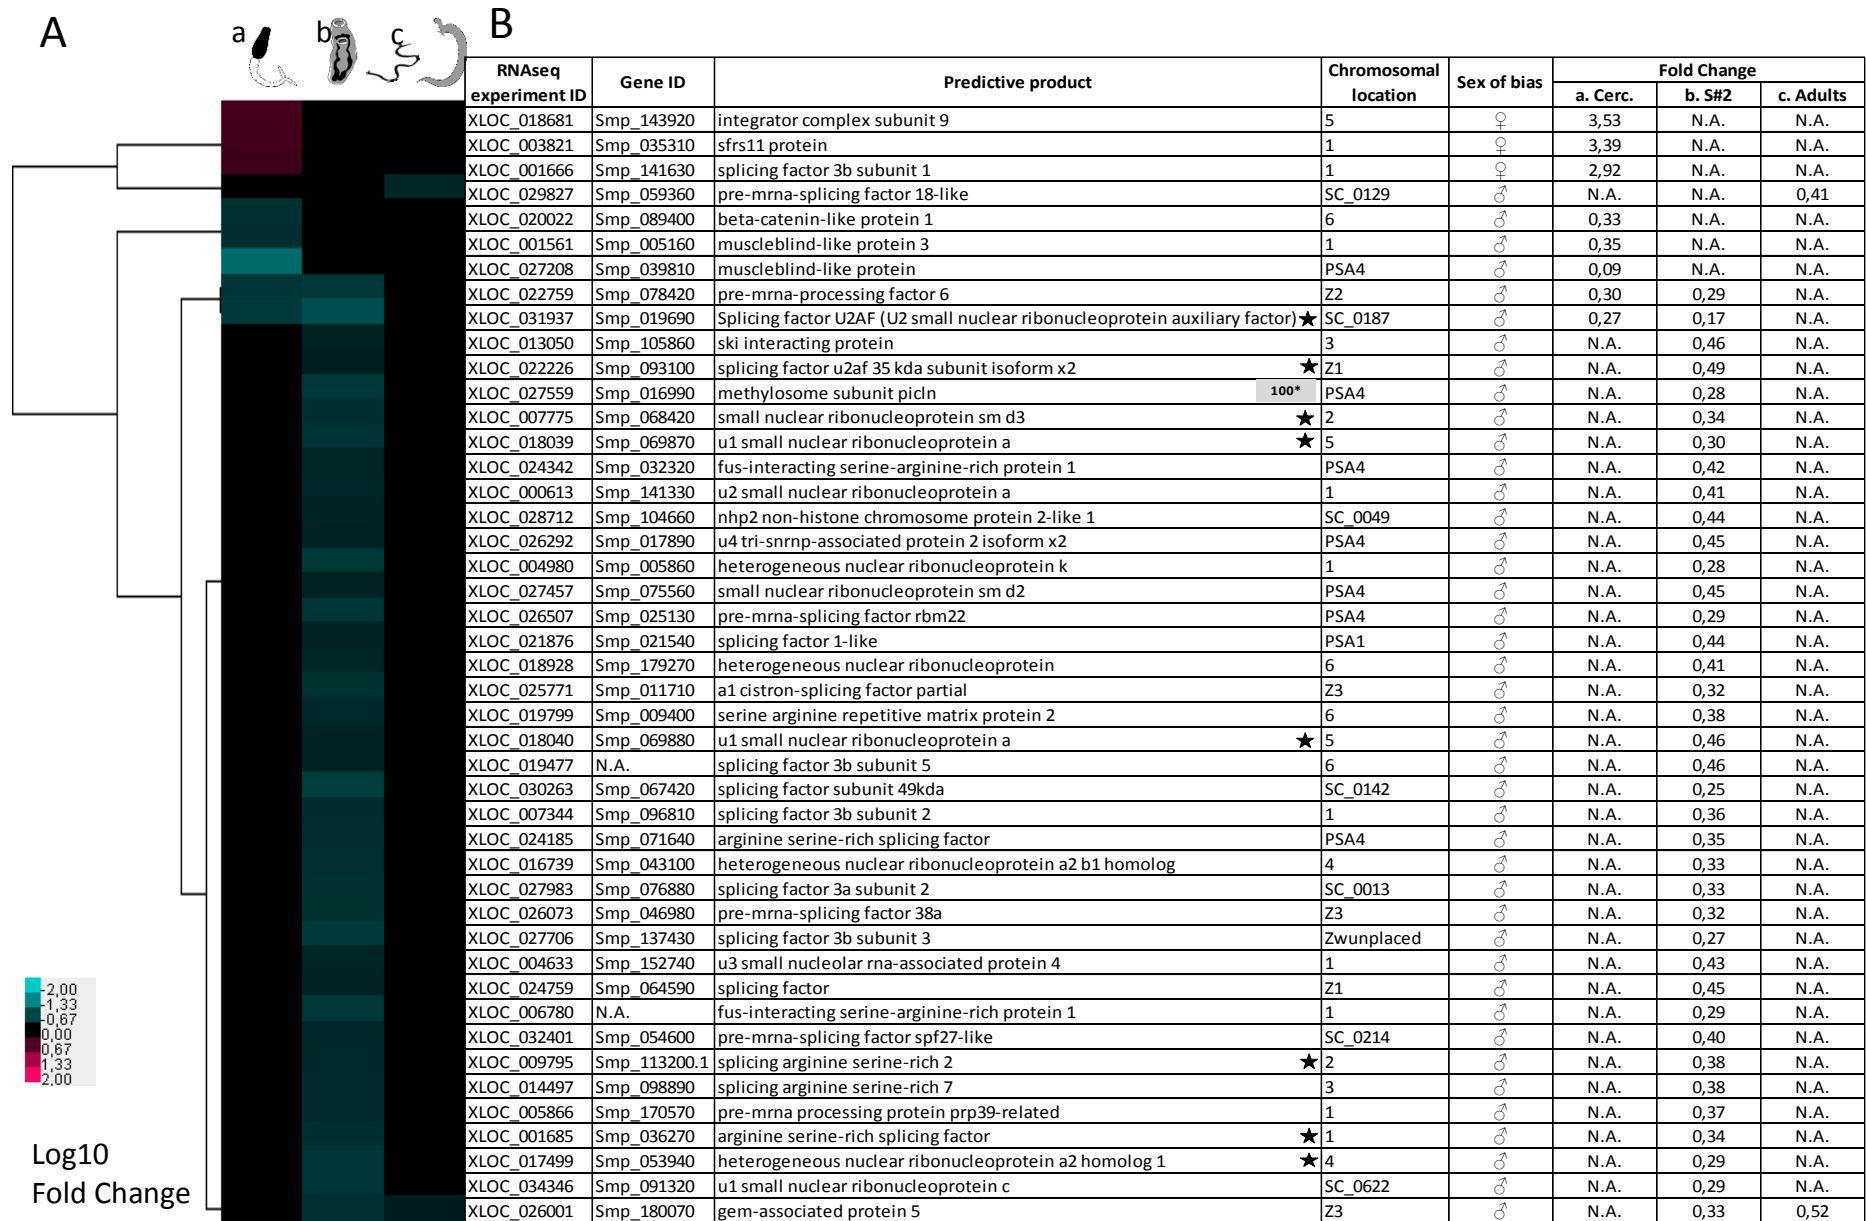 A
a
b
c
B
RNAseq experiment ID Gene ID Predictive product Chromosomal location Sex of bias Fold Change
a. Cerc. b. S#2 c. Adults
XLOC_018681 Smp_143920 integrator complex subunit 9 5 ♀ 3,53 N.A. N.A.
XLOC_003821 Smp_035310 sfrs11 protein 1 ♀ 3,39 N.A. N.A.
XLOC_001666 Smp_141630 splicing factor 3b subunit 1 1 ♀ 2,92 N.A. N.A.
XLOC_029827 Smp_059360 pre-mrna-splicing factor 18-like SC_0129 ♂ N.A. N.A. 0,41
XLOC_020022 Smp_089400 beta-catenin-like protein 1 6 ♂ 0,33 N.A. N.A.
XLOC_001561 Smp_005160 muscleblind-like protein 3 1 ♂ 0,35 N.A. N.A.
XLOC_027208 Smp_039810 muscleblind-like protein PSA4 ♂ 0,09 N.A. N.A.
XLOC_022759 Smp_078420 pre-mrna-processing factor 6 Z2 ♂ 0,30 0,29 N.A.
XLOC_031937 Smp_019690 Splicing factor U2AF (U2 small nuclear ribonucleoprotein auxiliary factor) ★ SC_0187 ♂ 0,27 0,17 N.A.
XLOC_013050 Smp_105860 ski interacting protein 3 ♂ N.A. 0,46 N.A.
XLOC_022226 Smp_093100 splicing factor u2af 35 kda subunit isoform x2 ★ Z1 ♂ N.A. 0,49 N.A.
XLOC_027559 Smp_016990 methylosome subunit picln 100* PSA4 ♂ N.A. 0,28 N.A.
XLOC_007775 Smp_068420 small nuclear ribonucleoprotein sm d3 ★ 2 ♂ N.A. 0,34 N.A.
XLOC_018039 Smp_069870 u1 small nuclear ribonucleoprotein a ★ 5 ♂ N.A. 0,30 N.A.
XLOC_024342 Smp_032320 fus-interacting serine-arginine-rich protein 1 PSA4 ♂ N.A. 0,42 N.A.
XLOC_000613 Smp_141330 u2 small nuclear ribonucleoprotein a 1 ♂ N.A. 0,41 N.A.
XLOC_028712 Smp_104660 nhp2 non-histone chromosome protein 2-like 1 SC_0049 ♂ N.A. 0,44 N.A.
XLOC_026292 Smp_017890 u4 tri-snrnp-associated protein 2 isoform x2 PSA4 ♂ N.A. 0,45 N.A.
XLOC_004980 Smp_005860 heterogeneous nuclear ribonucleoprotein k 1 ♂ N.A. 0,28 N.A.
XLOC_027457 Smp_075560 small nuclear ribonucleoprotein sm d2 PSA4 ♂ N.A. 0,45 N.A.
XLOC_026507 Smp_025130 pre-mrna-splicing factor rbm22 PSA4 ♂ N.A. 0,29 N.A.
XLOC_021876 Smp_021540 splicing factor 1-like PSA1 ♂ N.A. 0,44 N.A.
XLOC_018928 Smp_179270 heterogeneous nuclear ribonucleoprotein 6 ♂ N.A. 0,41 N.A.
XLOC_025771 Smp_011710 a1 cistron-splicing factor partial Z3 ♂ N.A. 0,32 N.A.
XLOC_019799 Smp_009400 serine arginine repetitive matrix protein 2 6 ♂ N.A. 0,38 N.A.
XLOC_018040 Smp_069880 u1 small nuclear ribonucleoprotein a ★ 5 ♂ N.A. 0,46 N.A.
XLOC_019477 N.A. splicing factor 3b subunit 5 6 ♂ N.A. 0,46 N.A.
XLOC_030263 Smp_067420 splicing factor subunit 49kda SC_0142 ♂ N.A. 0,25 N.A.
XLOC_007344 Smp_096810 splicing factor 3b subunit 2 1 ♂ N.A. 0,36 N.A.
XLOC_024185 Smp_071640 arginine serine-rich splicing factor PSA4 ♂ N.A. 0,35 N.A.
XLOC_016739 Smp_043100 heterogeneous nuclear ribonucleoprotein a2 b1 homolog 4 ♂ N.A. 0,33 N.A.
XLOC_027983 Smp_076880 splicing factor 3a subunit 2 SC_0013 ♂ N.A. 0,33 N.A.
XLOC_026073 Smp_046980 pre-mrna-splicing factor 38a Z3 ♂ N.A. 0,32 N.A.
XLOC_027706 Smp_137430 splicing factor 3b subunit 3 Zwunplaced ♂ N.A. 0,27 N.A.
XLOC_004633 Smp_152740 u3 small nucleolar rna-associated protein 4 1 ♂ N.A. 0,43 N.A.
XLOC_024759 Smp_064590 splicing factor Z1 ♂ N.A. 0,45 N.A.
XLOC_006780 N.A. fus-interacting serine-arginine-rich protein 1 1 ♂ N.A. 0,29 N.A.
XLOC_032401 Smp_054600 pre-mrna-splicing factor spf27-like SC_0214 ♂ N.A. 0,40 N.A.
XLOC_009795 Smp_113200.1 splicing arginine serine-rich 2 ★ 2 ♂ N.A. 0,38 N.A.
XLOC_014497 Smp_098890 splicing arginine serine-rich 7 3 ♂ N.A. 0,38 N.A.
XLOC_005866 Smp_170570 pre-mrna processing protein prp39-related 1 ♂ N.A. 0,37 N.A.
XLOC_001685 Smp_036270 arginine serine-rich splicing factor ★ 1 ♂ N.A. 0,34 N.A.
XLOC_017499 Smp_053940 heterogeneous nuclear ribonucleoprotein a2 homolog 1 ★ 4 ♂ N.A. 0,29 N.A.
XLOC_034346 Smp_091320 u1 small nuclear ribonucleoprotein c SC_0622 ♂ N.A. 0,29 N.A.
XLOC_026001 Smp_180070 gem-associated protein 5 Z3 ♂ N.A. 0,33 0,52
-2,00
-1,33
-0,67
0,00
0,67
1,33
2,00
Log10
Fold Change